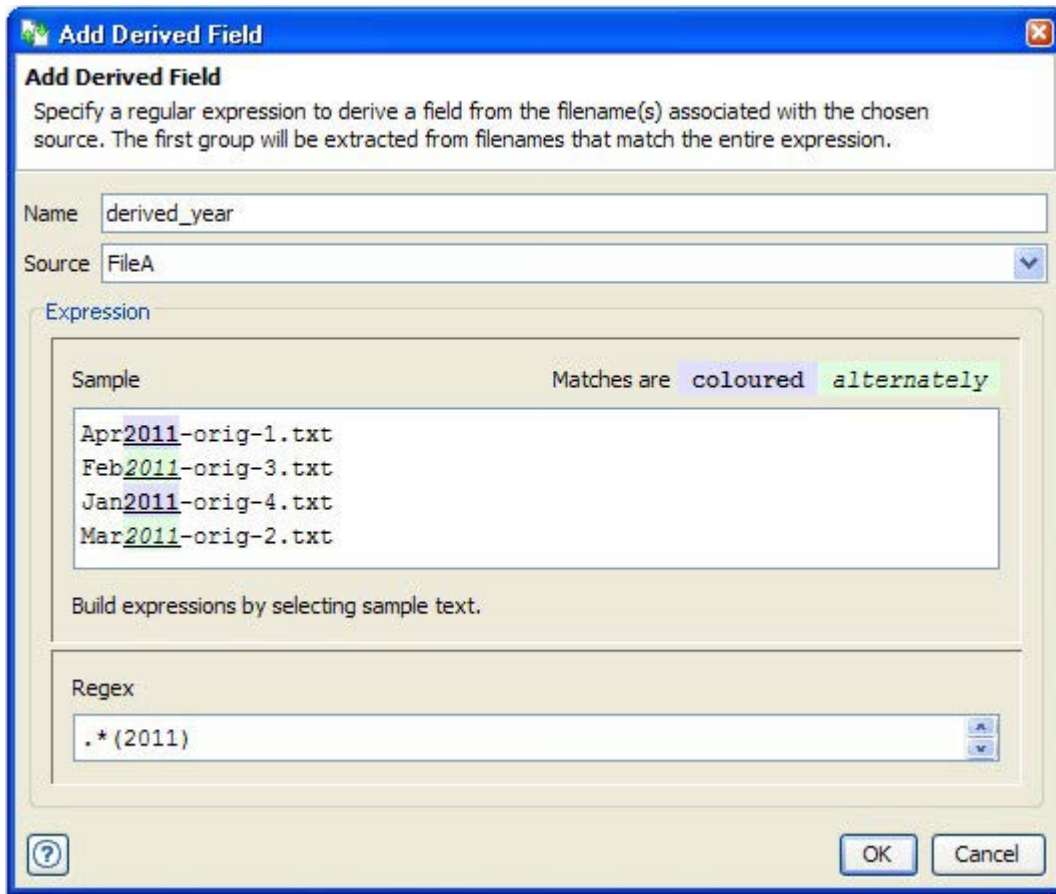 Add Derived Field
Add Derived Field
Specify a regular expression to derive a field from the filename(s) associated with the chosen
source. The first group will be extracted from filenames that match the entire expression.
Name derived_year
Source FileA
Expression
Sample Matches are coloured alternately
Apr2011-orig-1.txt
Feb2011-orig-3.txt
Jan2011-orig-4.txt
Mar2011-orig-2.txt
Build expressions by selecting sample text.
Regex
.*(2011)
? OK Cancel